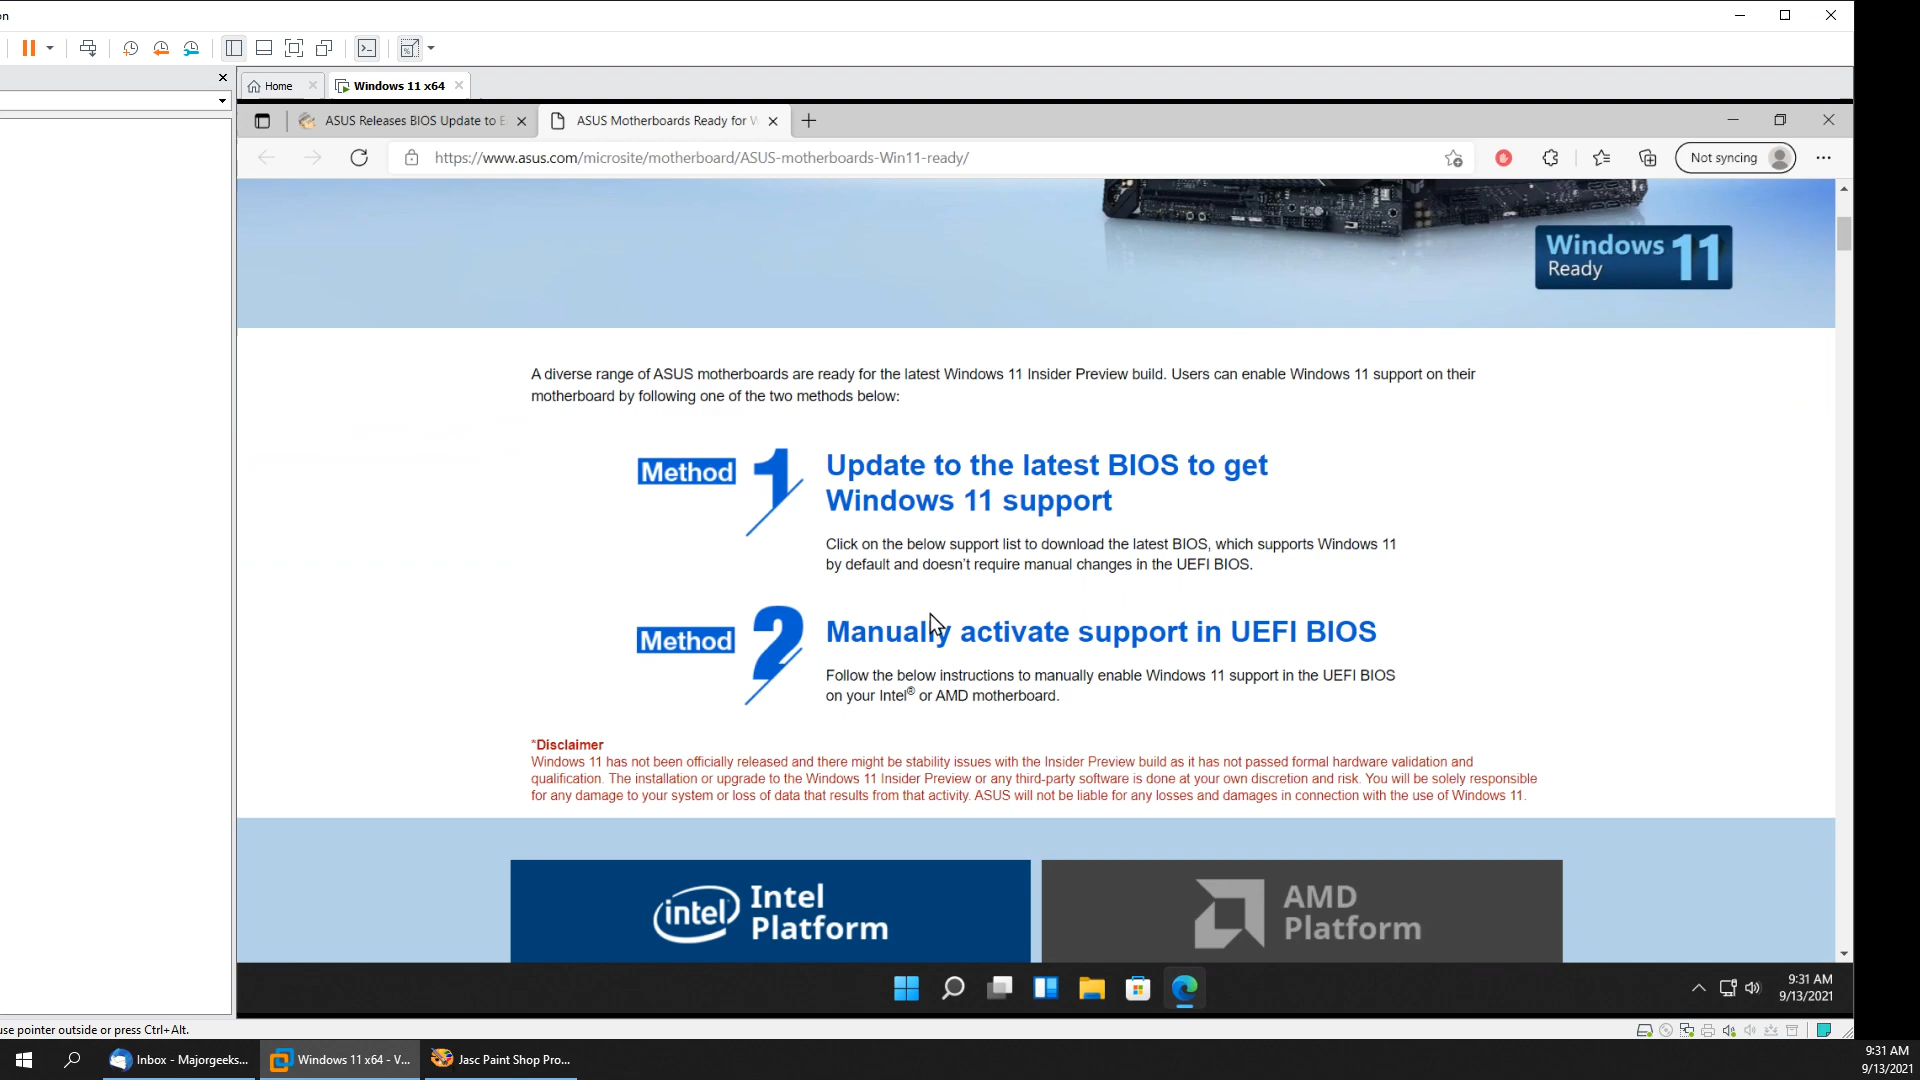 on
Home
Windows 11 x64
ASUS Releases BIOS Update to E
ASUS Motherboards Ready for W
https://www.asus.com/microsite/motherboard/ASUS-motherboards-Win11-ready/
Not syncing
Windows 11
Ready
A diverse range of ASUS motherboards are ready for the latest Windows 11 Insider Preview build. Users can enable Windows 11 support on their
motherboard by following one of the two methods below:
Method 1
Update to the latest BIOS to get
Windows 11 support
Click on the below support list to download the latest BIOS, which supports Windows 11
by default and doesn't require manual changes in the UEFI BIOS.
Method 2
Manually activate support in UEFI BIOS
Follow the below instructions to manually enable Windows 11 support in the UEFI BIOS
on your Intel® or AMD motherboard.
*Disclaimer
Windows 11 has not been officially released and there might be stability issues with the Insider Preview build as it has not passed formal hardware validation and
qualification. The installation or upgrade to the Windows 11 Insider Preview or any third-party software is done at your own discretion and risk. You will be solely responsible
for any damage to your system or loss of data that results from that activity. ASUS will not be liable for any losses and damages in connection with the use of Windows 11.
intel
Intel
Platform
AMD
Platform
9:31 AM
9/13/2021
use pointer outside or press Ctrl+Alt.
Inbox - Majorgeeks...
Windows 11 x64 - V...
Jasc Paint Shop Pro...
9:31 AM
9/13/2021